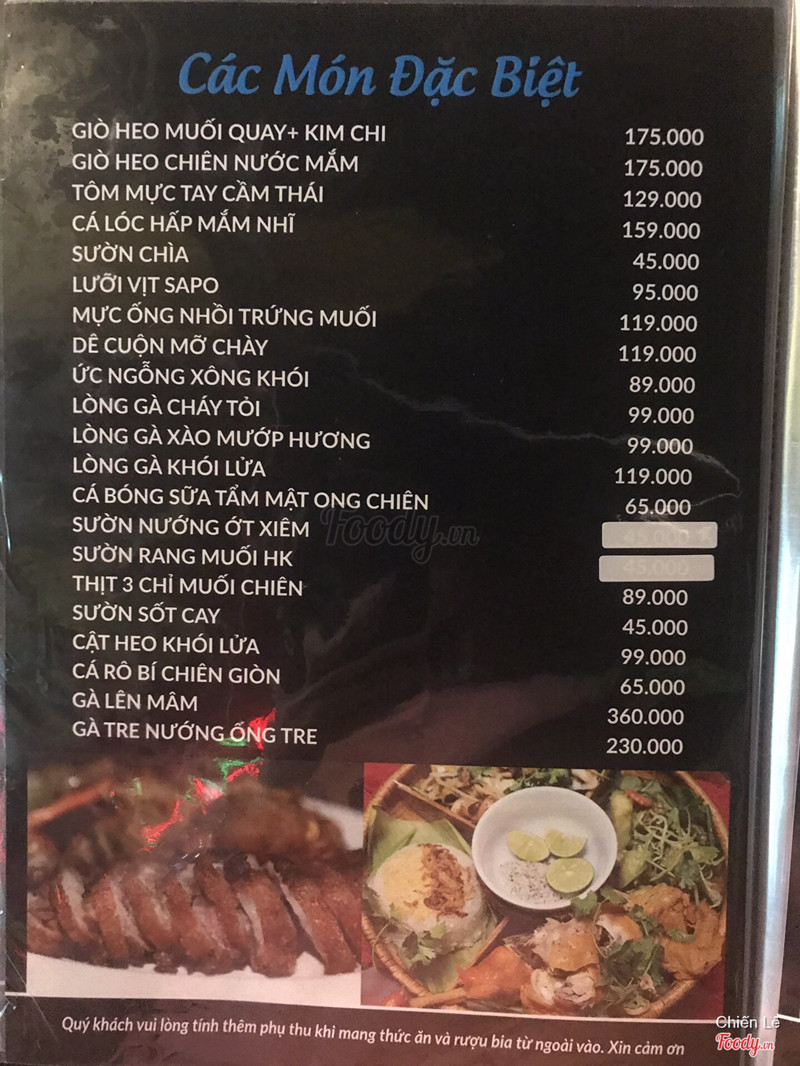 Các Món Đặc Biệt
GIÒ HEO MUỐI QUAY+ KIM CHI 175.000
GIÒ HEO CHIÊN NƯỚC MẮM 175.000
TÔM MỰC TAY CẦM THÁI 129.000
CÁ LÓC HẤP MẮM NHĨ 159.000
SƯỜN CHÌA 45.000
LƯỠI VỊT SAPO 95.000
MỰC ỐNG NHỒI TRỨNG MUỐI 119.000
DÊ CUỘN MỠ CHÀY 119.000
ỨC NGỖNG XÔNG KHÓI 89.000
LÒNG GÀ CHÁY TỎI 99.000
LÒNG GÀ XÀO MƯỚP HƯƠNG 99.000
LÒNG GÀ KHÓI LỬA 119.000
CÁ BÓNG SỮA TẨM MẬT ONG CHIÊN 65.000
SƯỜN NƯỚNG ỚT XIÊM 45.000
SƯỜN RANG MUỐI HK 45.000
THỊT 3 CHỈ MUỐI CHIÊN 89.000
SƯỜN SỐT CAY 45.000
CẬT HEO KHÓI LỬA 99.000
CÁ RÔ BÍ CHIÊN GIÒN 65.000
GÀ LÊN MÂM 360.000
GÀ TRE NƯỚNG ỐNG TRE 230.000
Foody.vn
Quý khách vui lòng tính thêm phụ thu khi mang thức ăn và rượu bia từ ngoài vào. Xin cảm ơn
Chiến Lê
Foody.vn